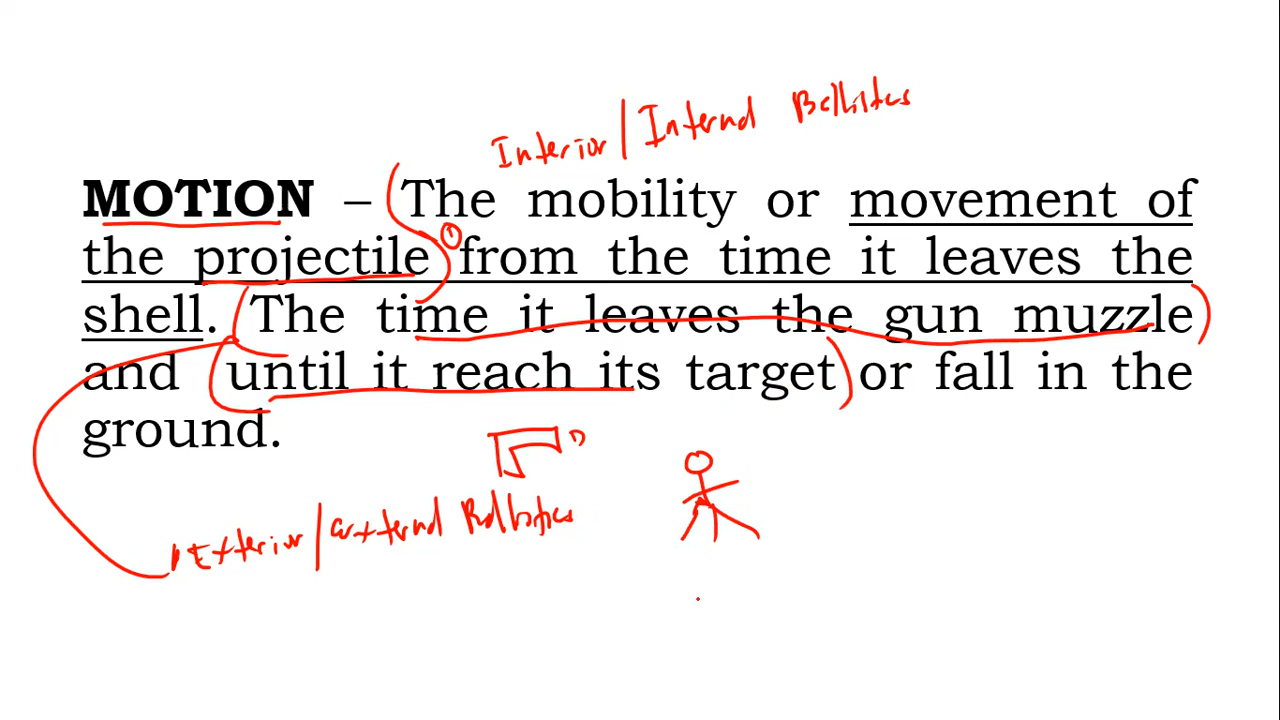 Interior/Internal Ballistics
MOTION – The mobility or movement of
the projectile from the time it leaves the
shell. The time it leaves the gun muzzle
and until it reach its target or fall in the
ground.
Exterior/external Ballistics